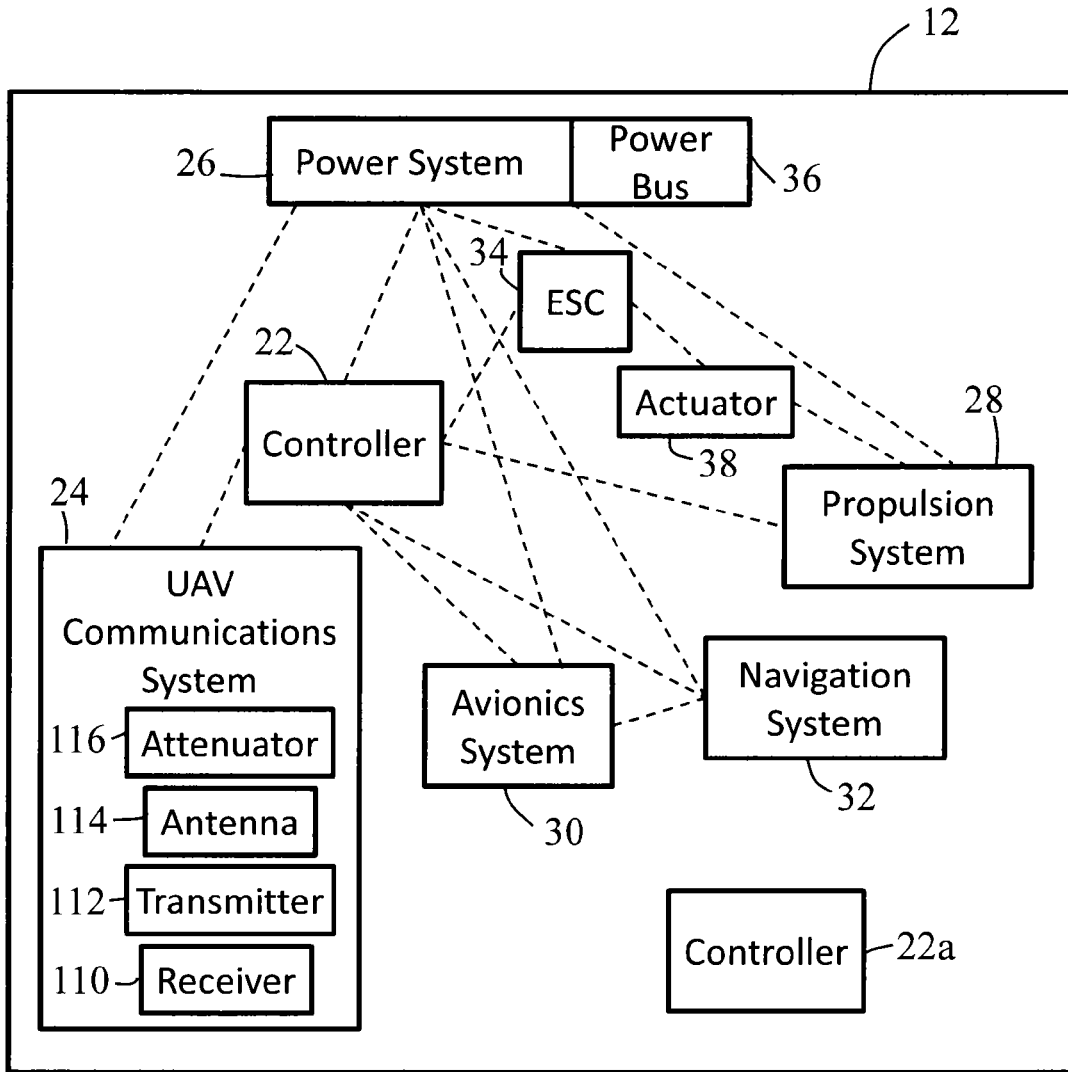 12
26
Power System
Power
Bus
36
34
ESC
22
Controller
Actuator
38
28
Propulsion
System
24
UAV
Communications
System
116
Attenuator
114
Antenna
112
Transmitter
110
Receiver
Avionics
System
30
Navigation
System
32
Controller
22a